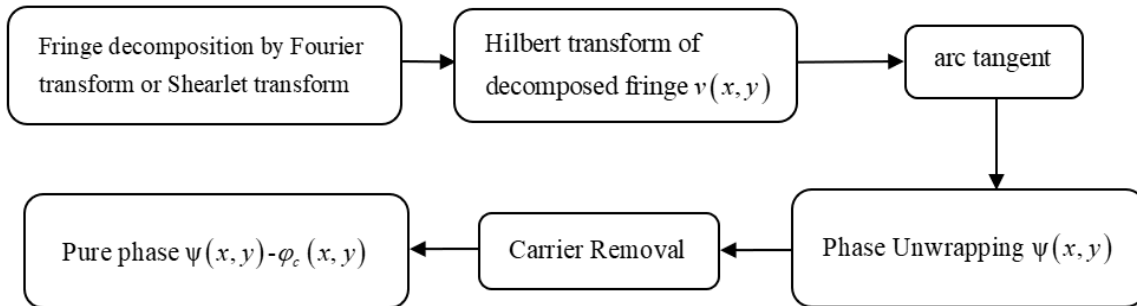 Fringe decomposition by Fourier
transform or Shearlet transform
Hilbert transform of
decomposed fringe v(x, y)
arc tangent
Phase Unwrapping ψ(x, y)
Carrier Removal
Pure phase ψ(x, y)-φc(x, y)